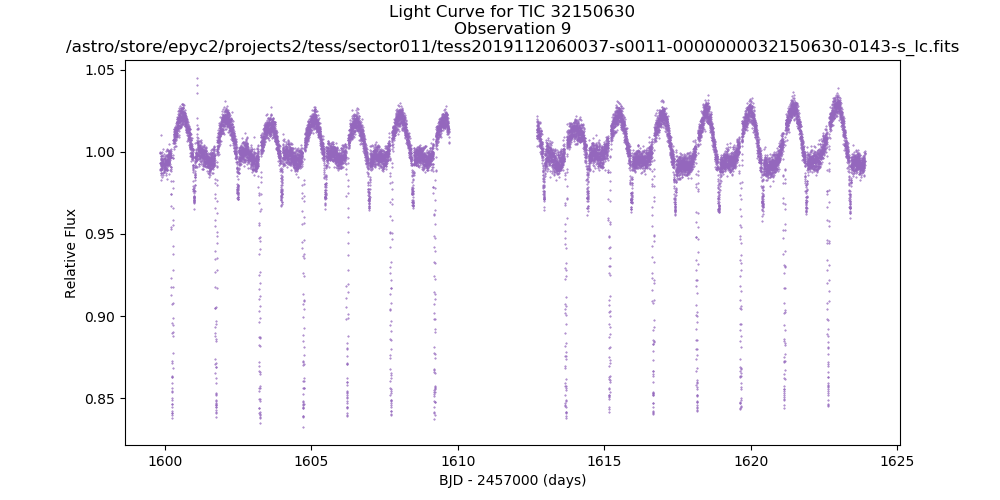 Light Curve for TIC 32150630
Observation 9
/astro/store/epyc2/projects2/tess/sector011/tess2019112060037-s0011-0000000032150630-0143-s_lc.fits
1.05
1.00
0.95
0.90
0.85
Relative Flux
1600
1605
1610
1615
1620
1625
BJD - 2457000 (days)